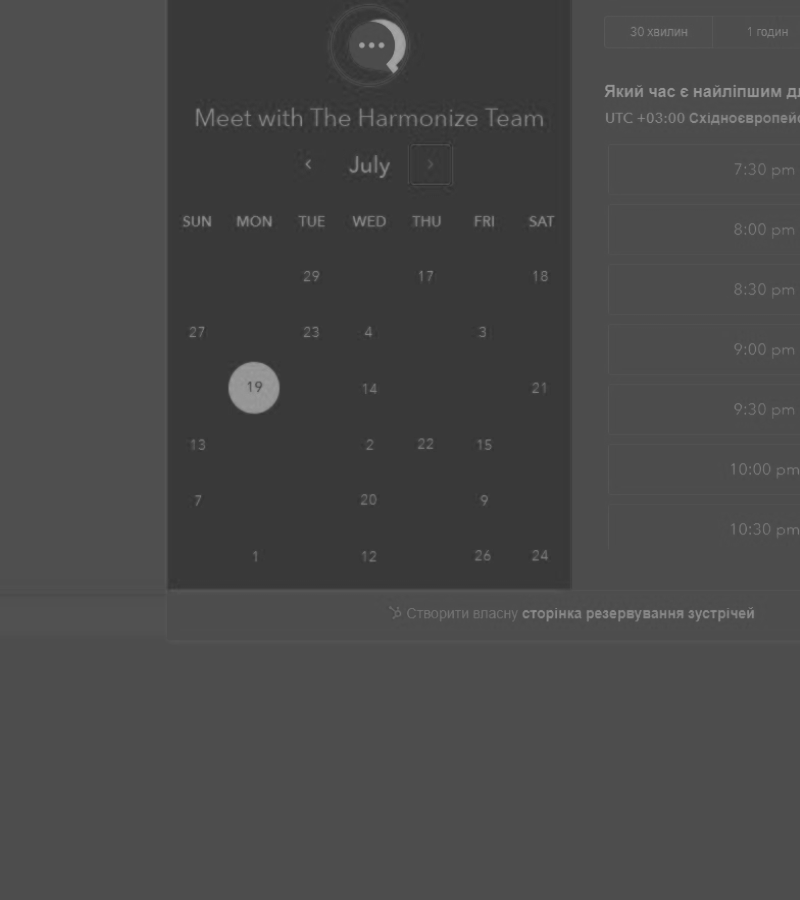 30 хвилин 1 годин
Meet with The Harmonize Team
Який час є найліпшим
UTC +03:00
July
SUN MON TUE WED THU FRI SAT
29 17 18
27 23 4 3
19 14 21
13 2 22 15
7 20 9
1 12 26 24
7:30 pm
8:00 pm
8:30 pm
9:00 pm
9:30 pm
10:00 pm
10:30 pm
Створити власну сторінка резервування зустрічей